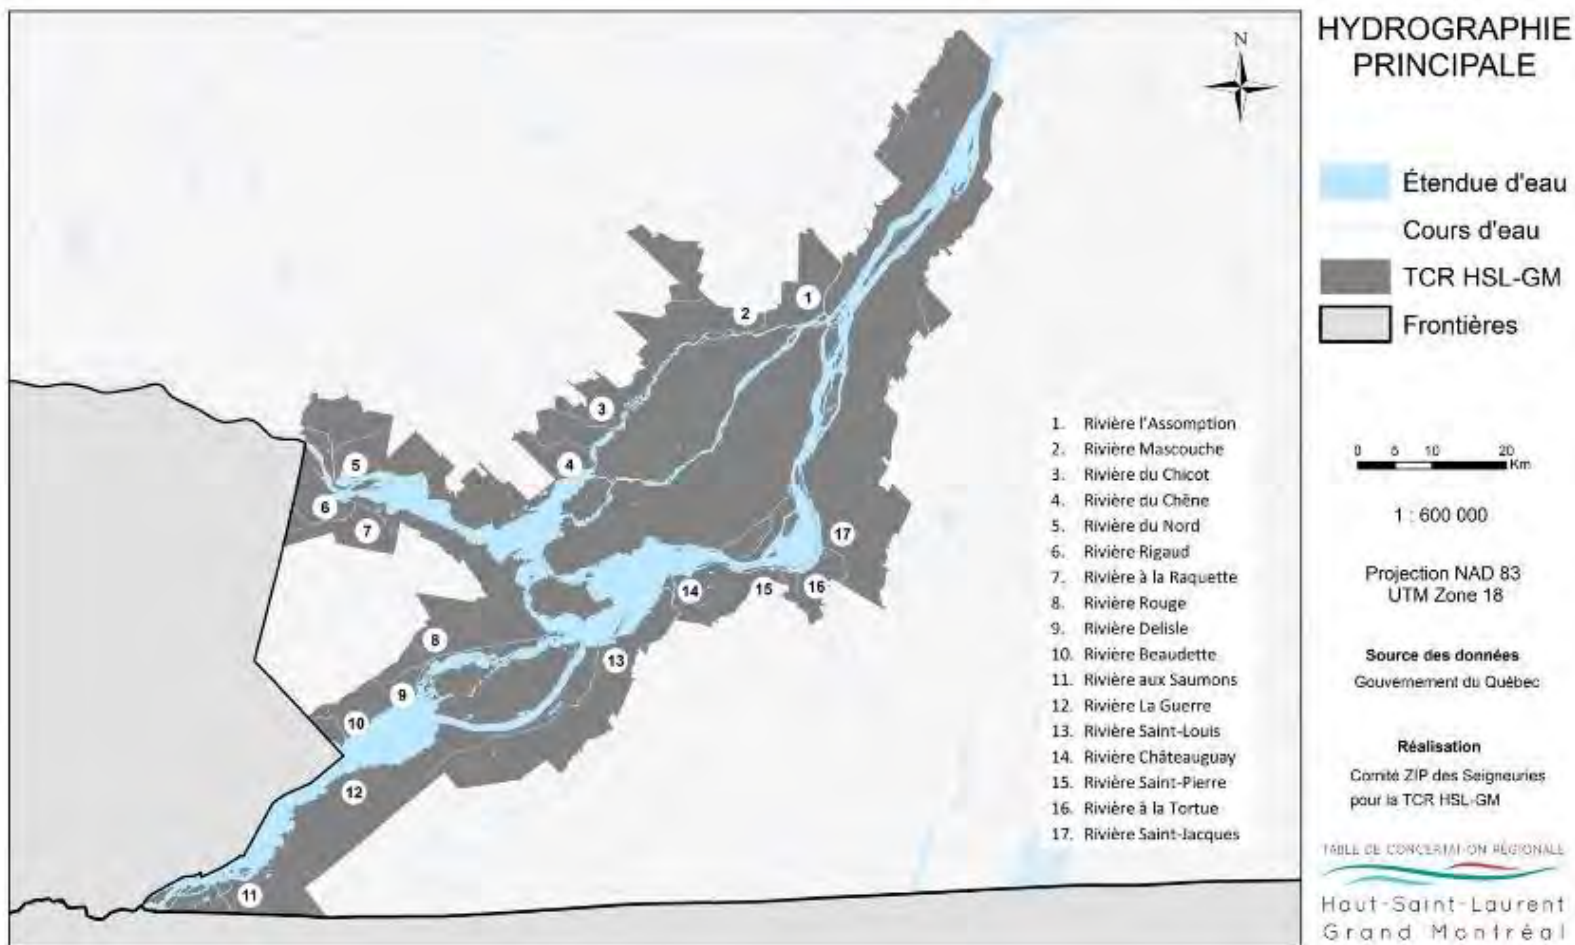 HYDROGRAPHIE
PRINCIPALE
N
Étendue d'eau
Cours d'eau
TCR HSL-GM
Frontières
1
2
3
4
5
6
7
8
9
10
11
12
13
14
15
16
17
1. Rivière l'Assomption
2. Rivière Mascouche
3. Rivière du Chicot
4. Rivière du Chêne
5. Rivière du Nord
6. Rivière Rigaud
7. Rivière à la Raquette
8. Rivière Rouge
9. Rivière Delisle
10. Rivière Beaudette
11. Rivière aux Saumons
12. Rivière La Guerre
13. Rivière Saint-Louis
14. Rivière Châteauguay
15. Rivière Saint-Pierre
16. Rivière à la Tortue
17. Rivière Saint-Jacques
0 5 10 20
Km
1 : 600 000
Projection NAD 83
UTM Zone 18
Source des données
Gouvernement du Québec
Réalisation
Comité ZIP des Seigneuries
pour la TCR HSL-GM
TABLE DE CONCERTATION RÉGIONALE
Haut-Saint-Laurent
Grand Montréal